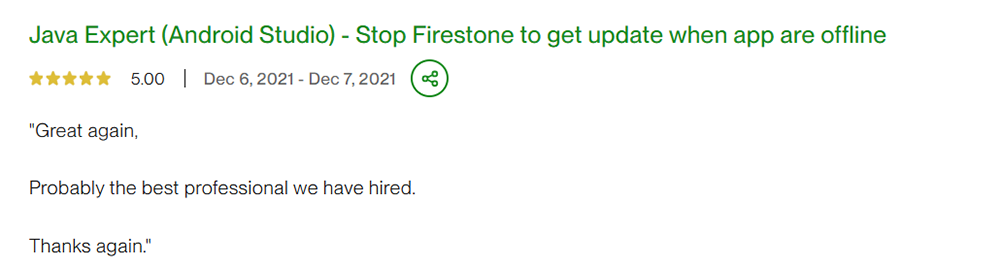 Java Expert (Android Studio) - Stop Firestone to get update when app are offline
5.00 | Dec 6, 2021 - Dec 7, 2021
"Great again,
Probably the best professional we have hired.
Thanks again."